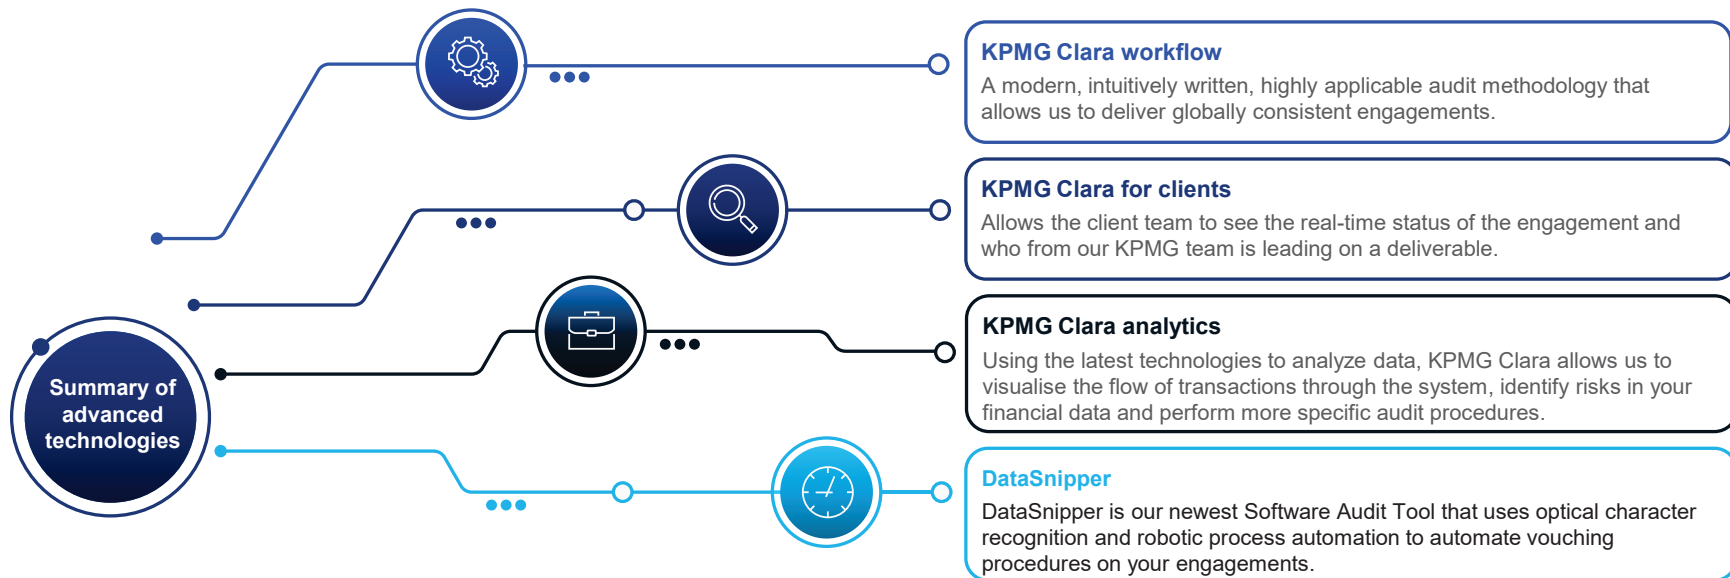 Summary of
advanced
technologies
KPMG Clara workflow
A modern, intuitively written, highly applicable audit methodology that
allows us to deliver globally consistent engagements.
KPMG Clara for clients
Allows the client team to see the real-time status of the engagement and
who from our KPMG team is leading on a deliverable.
KPMG Clara analytics
Using the latest technologies to analyze data, KPMG Clara allows us to
visualise the flow of transactions through the system, identify risks in your
financial data and perform more specific audit procedures.
DataSnipper
DataSnipper is our newest Software Audit Tool that uses optical character
recognition and robotic process automation to automate vouching
procedures on your engagements.